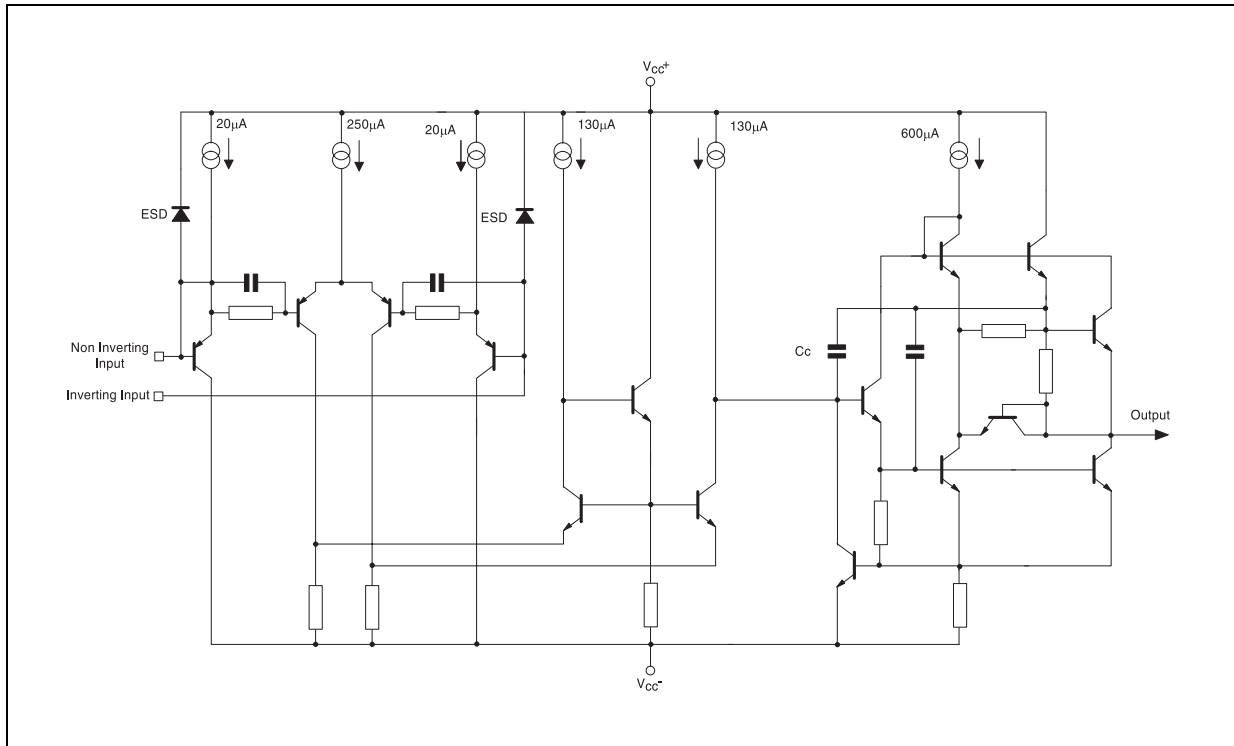 Vcc+
20µA
250µA
20µA
130µA
130µA
600µA
ESD
ESD
Non Inverting
Input
Cc
Inverting Input
Output
Vcc-